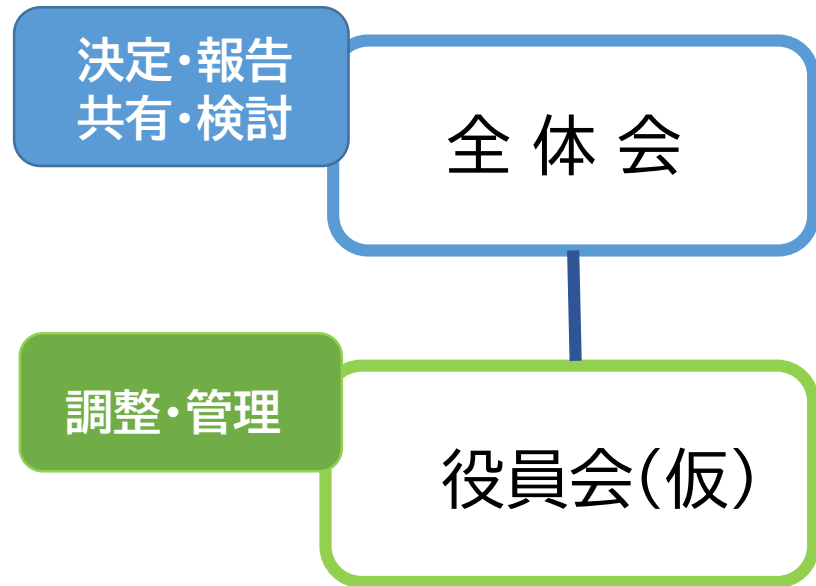 決定・報告
共有・検討
全 体 会
調整・管理
役員会（仮）